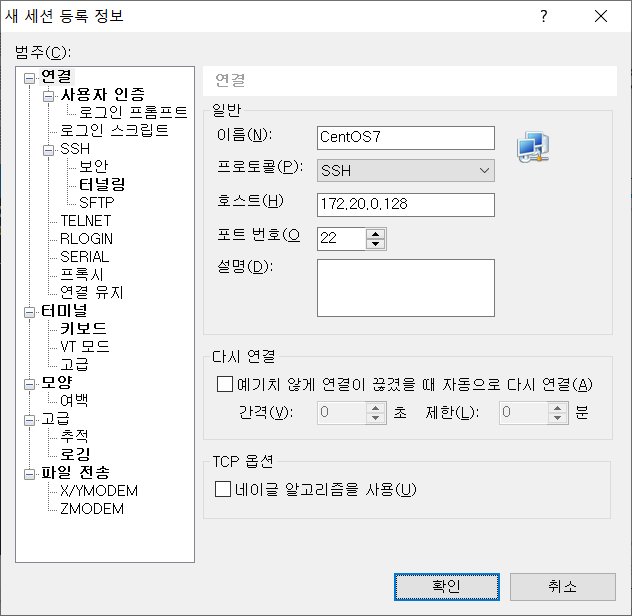 새 세션 등록 정보
?
범주(C):
연결
사용자 인증
로그인 프롬프트
로그인 스크립트
SSH
보안
터널링
SFTP
TELNET
RLOGIN
SERIAL
프록시
연결 유지
터미널
키보드
VT 모드
고급
모양
여백
고급
추적
로깅
파일 전송
X/YMODEM
ZMODEM
연결
일반
이름(N):
CentOS7
프로토콜(P):
SSH
호스트(H)
172,20,0,128
포트 번호(O
22
설명(D):
다시 연결
예기치 않게 연결이 끊겼을 때 자동으로 다시 연결(A)
간격(V): 0 초 제한(L): 0 분
TCP 옵션
네이글 알고리즘을 사용(U)
확인 취소